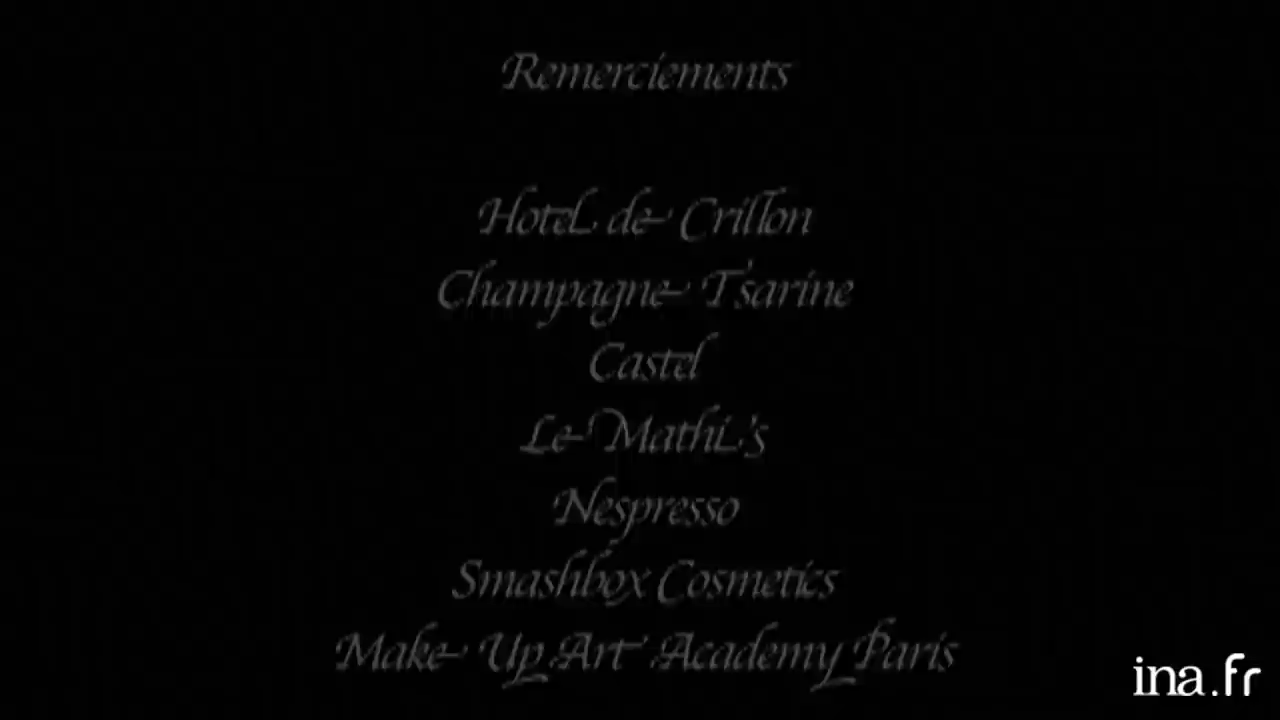 Remerciements
Hotel de Crillon
Champagne Tsarine
Castel
Le Mathi's
Nespresso
Smashbox Cosmetics
Make Up Art Academy Paris
ina.fr